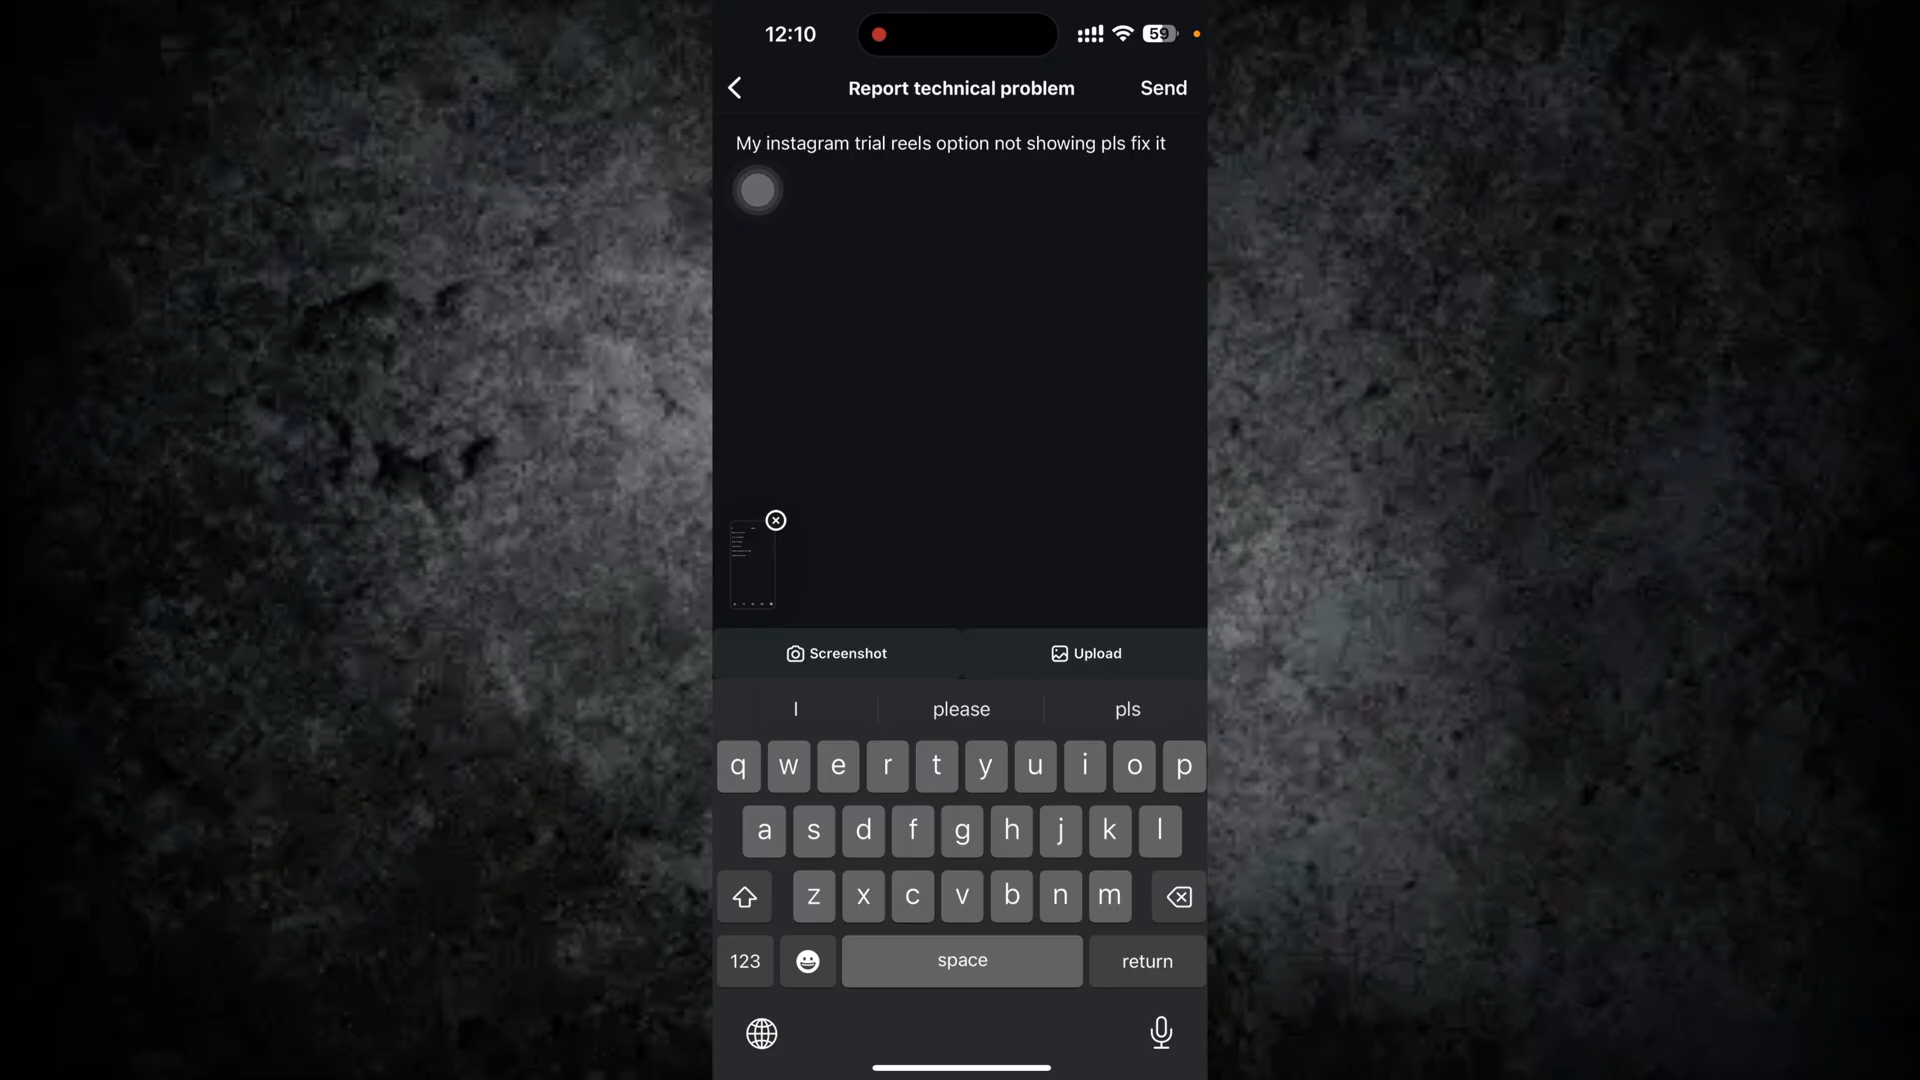 12:10
59
Report technical problem
Send
My instagram trial reels option not showing pls fix it
Screenshot
Upload
I
please
pls
q w e r t y u i o p
a s d f g h j k l
z x c v b n m
123
space
return